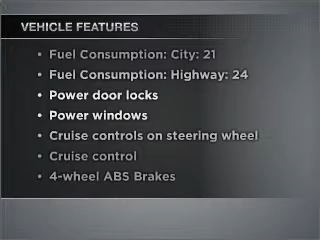 VEHICLE FEATURES
• Fuel Consumption: City: 21
• Fuel Consumption: Highway: 24
• Power door locks
• Power windows
• Cruise controls on steering wheel
• Cruise control
• 4-wheel ABS Brakes